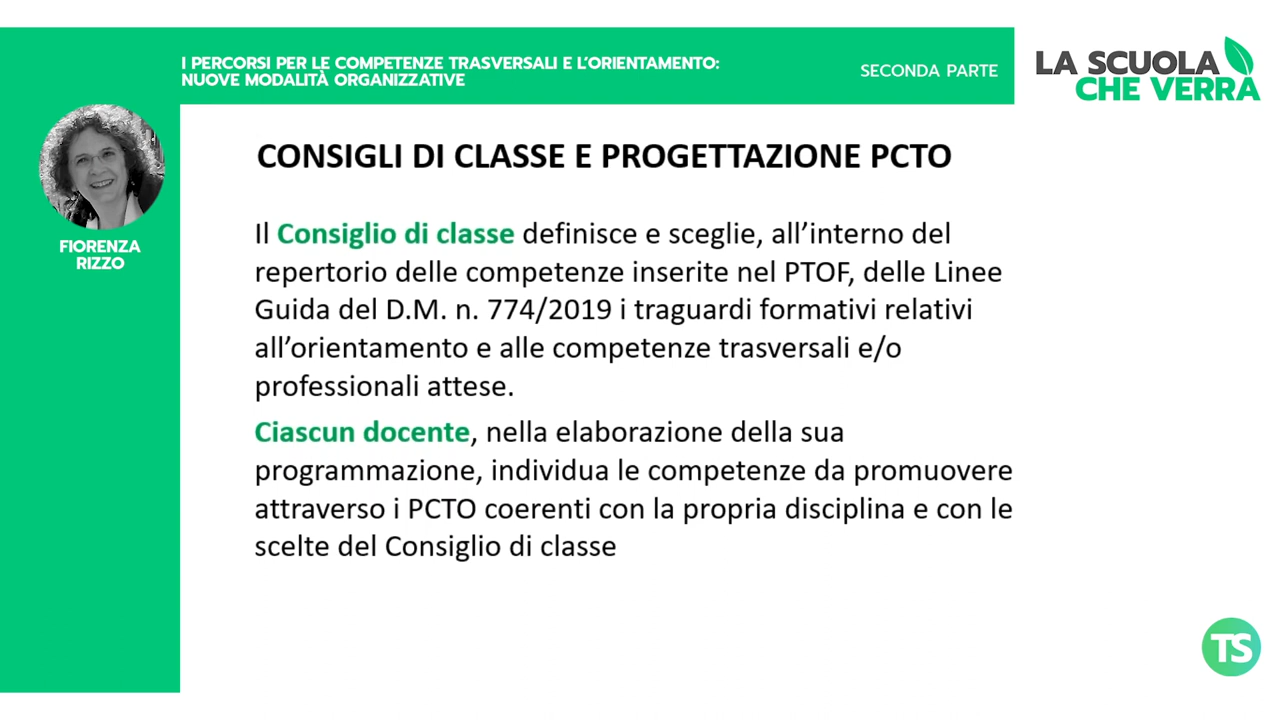 I PERCORSI PER LE COMPETENZE TRASVERSALI E L'ORIENTAMENTO:
NUOVE MODALITÀ ORGANIZZATIVE
SECONDA PARTE
LA SCUOLA
CHE VERRA
FIORENZA
RIZZO
CONSIGLI DI CLASSE E PROGETTAZIONE PCTO
Il Consiglio di classe definisce e sceglie, all'interno del
repertorio delle competenze inserite nel PTOF, delle Linee
Guida del D.M. n. 774/2019 i traguardi formativi relativi
all'orientamento e alle competenze trasversali e/o
professionali attese.
Ciascun docente, nella elaborazione della sua
programmazione, individua le competenze da promuovere
attraverso i PCTO coerenti con la propria disciplina e con le
scelte del Consiglio di classe
TS